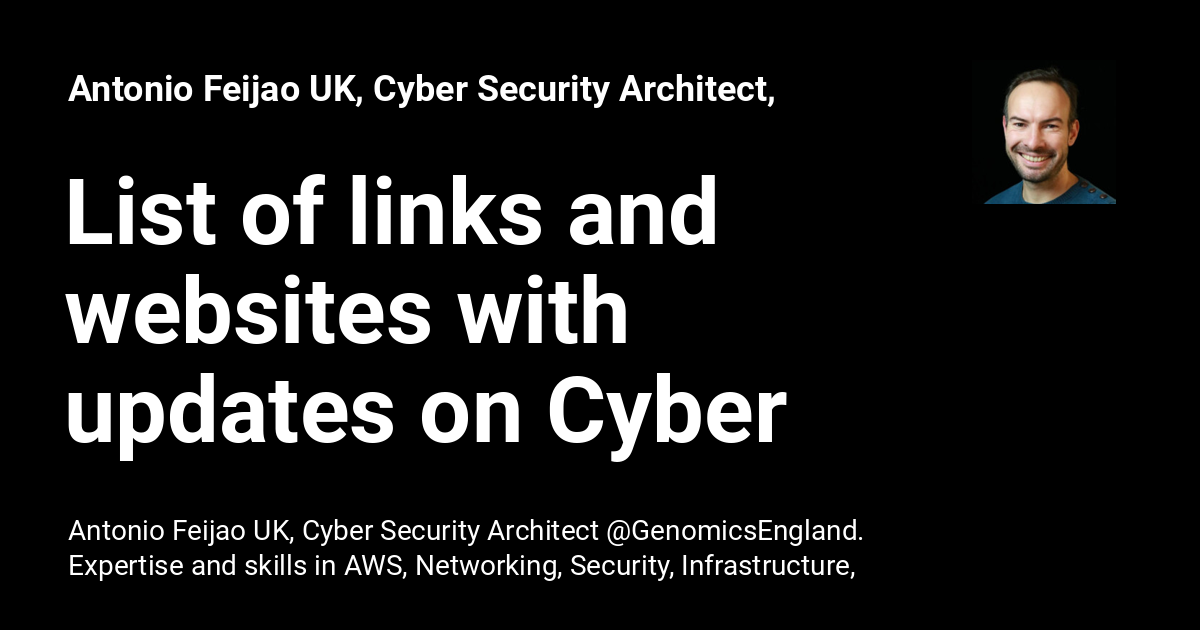 Antonio Feijao UK, Cyber Security Architect,
List of links and
websites with
updates on Cyber
Antonio Feijao UK, Cyber Security Architect @GenomicsEngland.
Expertise and skills in AWS, Networking, Security, Infrastructure,